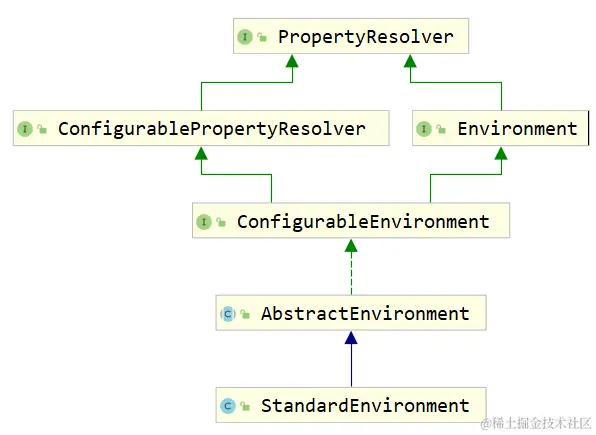 I PropertyResolver
I ConfigurablePropertyResolver
I Environment
I ConfigurableEnvironment
C AbstractEnvironment
C StandardEnvironment
@稀土掘金技术社区